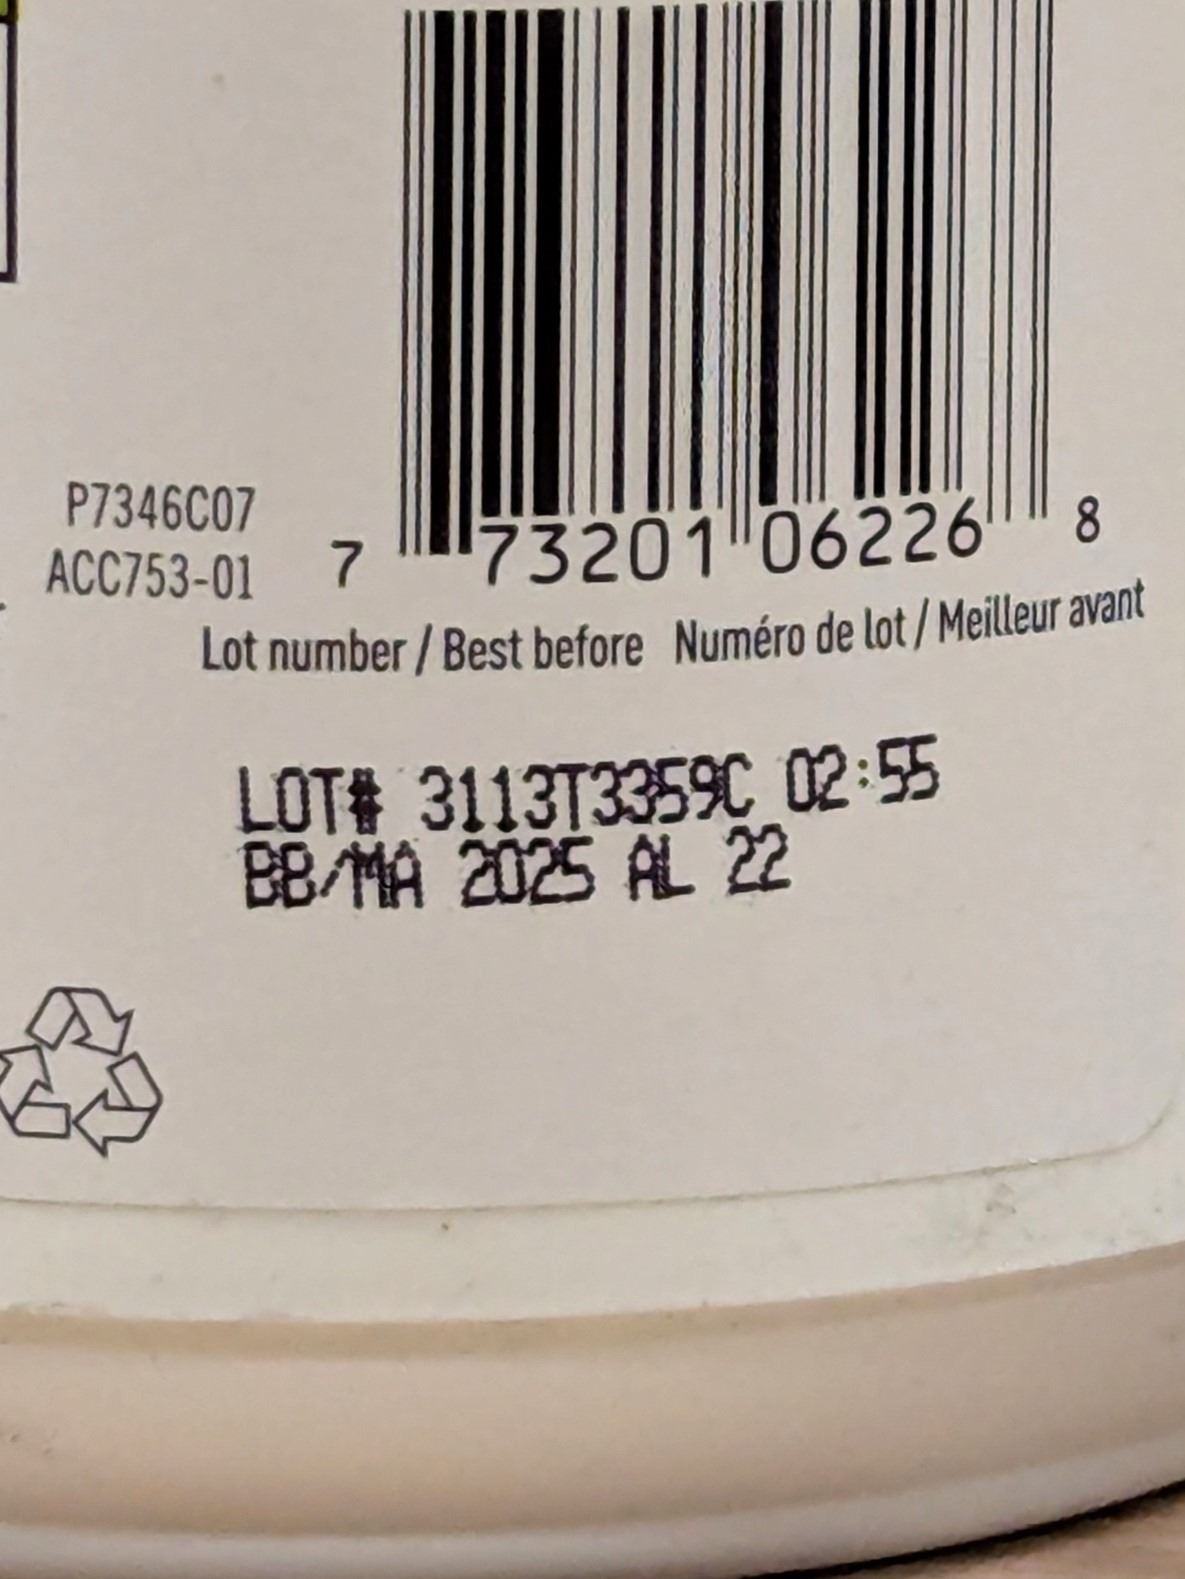 P7346C07
ACC753-01
7 73201 06226 8
Lot number / Best before Numéro de lot / Meilleur avant
LOT# 3113T3359C 02:55
BB/MA 2025 AL 22